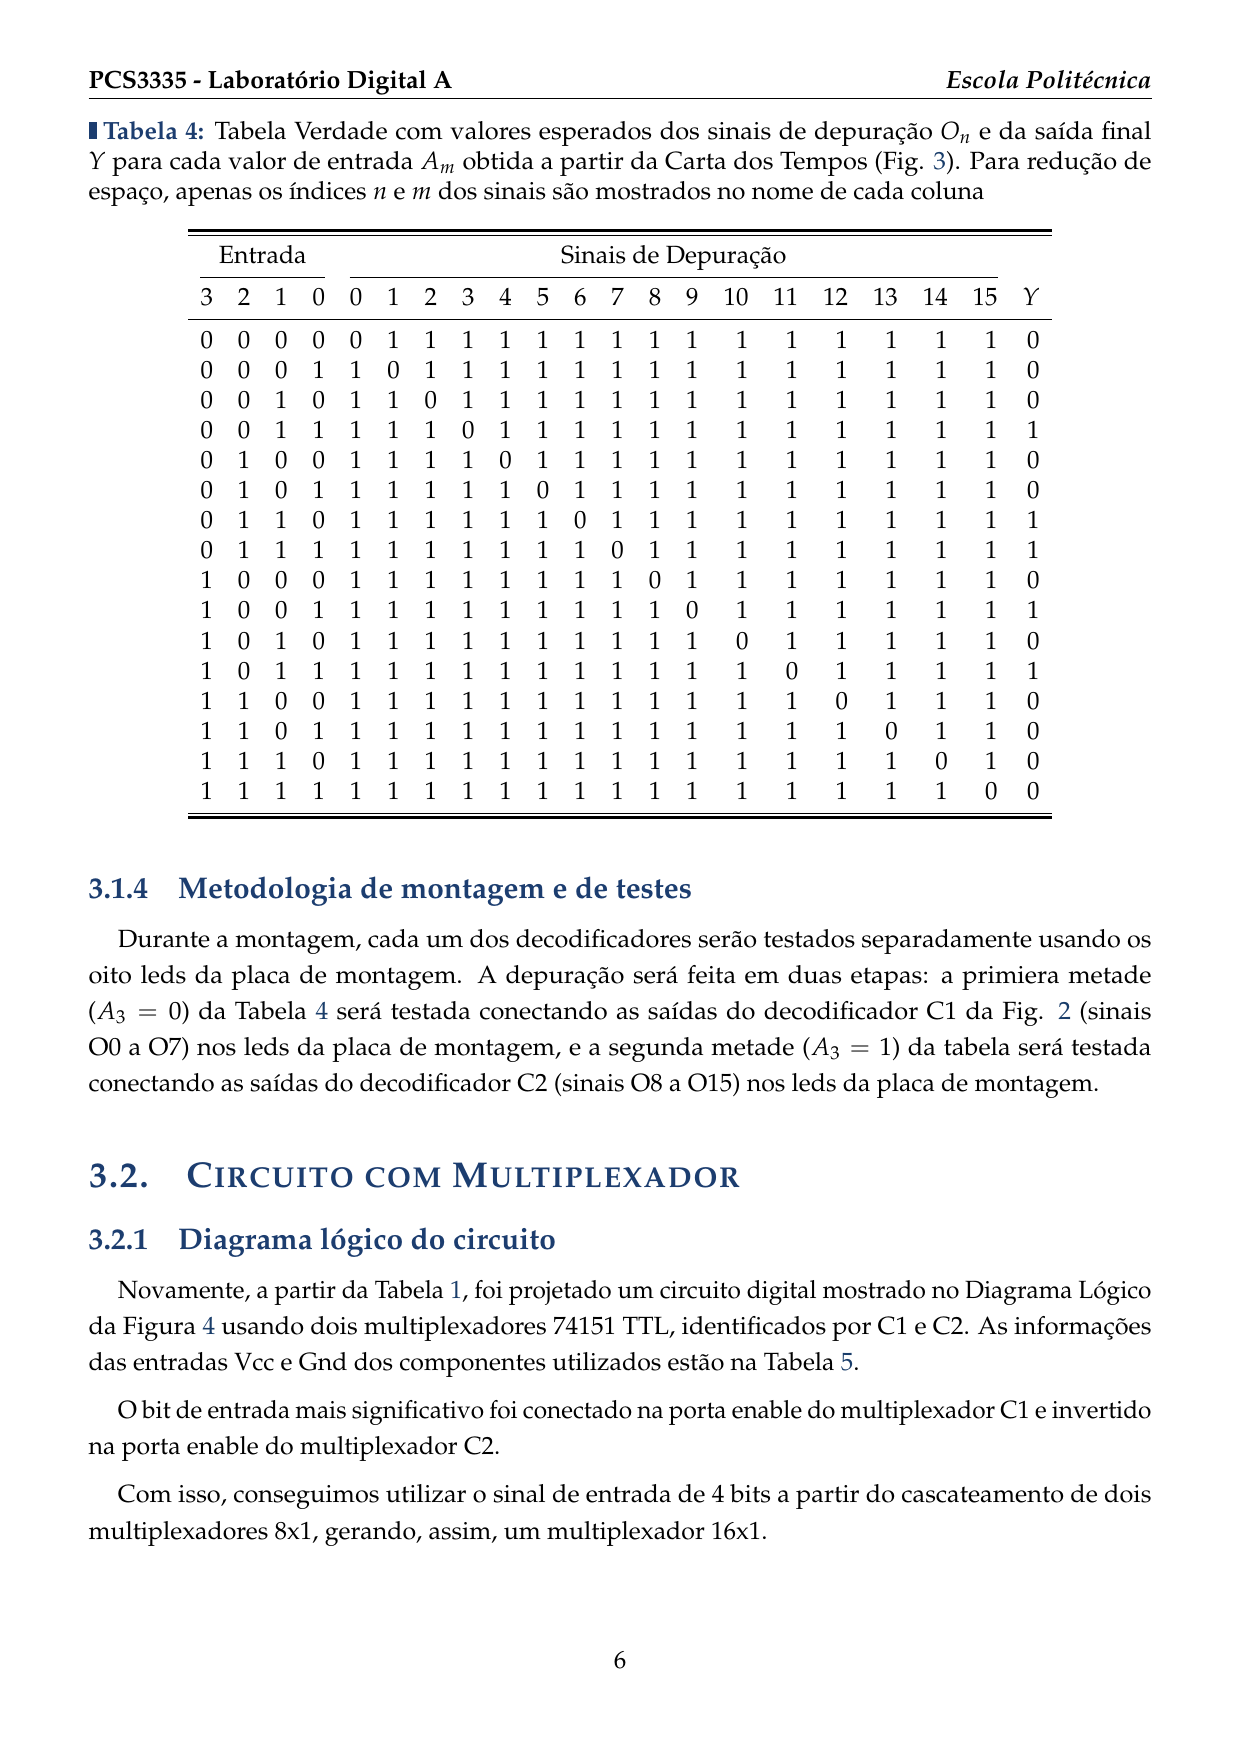 PCS3335 - Laboratório Digital A Escola Politécnica
Tabela 4: Tabela Verdade com valores esperados dos sinais de depuração On e da saída final
Y para cada valor de entrada Am obtida a partir da Carta dos Tempos (Fig. 3). Para redução de
espaço, apenas os índices n e m dos sinais são mostrados no nome de cada coluna
Entrada Sinais de Depuração
3 2 1 0 0 1 2 3 4 5 6 7 8 9 10 11 12 13 14 15 Y
0 0 0 0 0 1 1 1 1 1 1 1 1 1 1 1 1 1 1 1 0
0 0 0 1 1 0 1 1 1 1 1 1 1 1 1 1 1 1 1 1 0
0 0 1 0 1 1 0 1 1 1 1 1 1 1 1 1 1 1 1 1 0
0 0 1 1 1 1 1 0 1 1 1 1 1 1 1 1 1 1 1 1 1
0 1 0 0 1 1 1 1 0 1 1 1 1 1 1 1 1 1 1 1 0
0 1 0 1 1 1 1 1 1 0 1 1 1 1 1 1 1 1 1 1 0
0 1 1 0 1 1 1 1 1 1 0 1 1 1 1 1 1 1 1 1 1
0 1 1 1 1 1 1 1 1 1 1 0 1 1 1 1 1 1 1 1 1
1 0 0 0 1 1 1 1 1 1 1 1 0 1 1 1 1 1 1 1 0
1 0 0 1 1 1 1 1 1 1 1 1 1 0 1 1 1 1 1 1 1
1 0 1 0 1 1 1 1 1 1 1 1 1 1 0 1 1 1 1 1 0
1 0 1 1 1 1 1 1 1 1 1 1 1 1 1 0 1 1 1 1 1
1 1 0 0 1 1 1 1 1 1 1 1 1 1 1 1 0 1 1 1 0
1 1 0 1 1 1 1 1 1 1 1 1 1 1 1 1 1 0 1 1 0
1 1 1 0 1 1 1 1 1 1 1 1 1 1 1 1 1 1 0 1 0
1 1 1 1 1 1 1 1 1 1 1 1 1 1 1 1 1 1 1 0 0
3.1.4 Metodologia de montagem e de testes
Durante a montagem, cada um dos decodificadores serão testados separadamente usando os
oito leds da placa de montagem. A depuração será feita em duas etapas: a primiera metade
(A3 = 0) da Tabela 4 será testada conectando as saídas do decodificador C1 da Fig. 2 (sinais
O0 a O7) nos leds da placa de montagem, e a segunda metade (A3 = 1) da tabela será testada
conectando as saídas do decodificador C2 (sinais O8 a O15) nos leds da placa de montagem.
3.2. CIRCUITO COM MULTIPLEXADOR
3.2.1 Diagrama lógico do circuito
Novamente, a partir da Tabela 1, foi projetado um circuito digital mostrado no Diagrama Lógico
da Figura 4 usando dois multiplexadores 74151 TTL, identificados por C1 e C2. As informações
das entradas Vcc e Gnd dos componentes utilizados estão na Tabela 5.
O bit de entrada mais significativo foi conectado na porta enable do multiplexador C1 e invertido
na porta enable do multiplexador C2.
Com isso, conseguimos utilizar o sinal de entrada de 4 bits a partir do cascateamento de dois
multiplexadores 8x1, gerando, assim, um multiplexador 16x1.
6